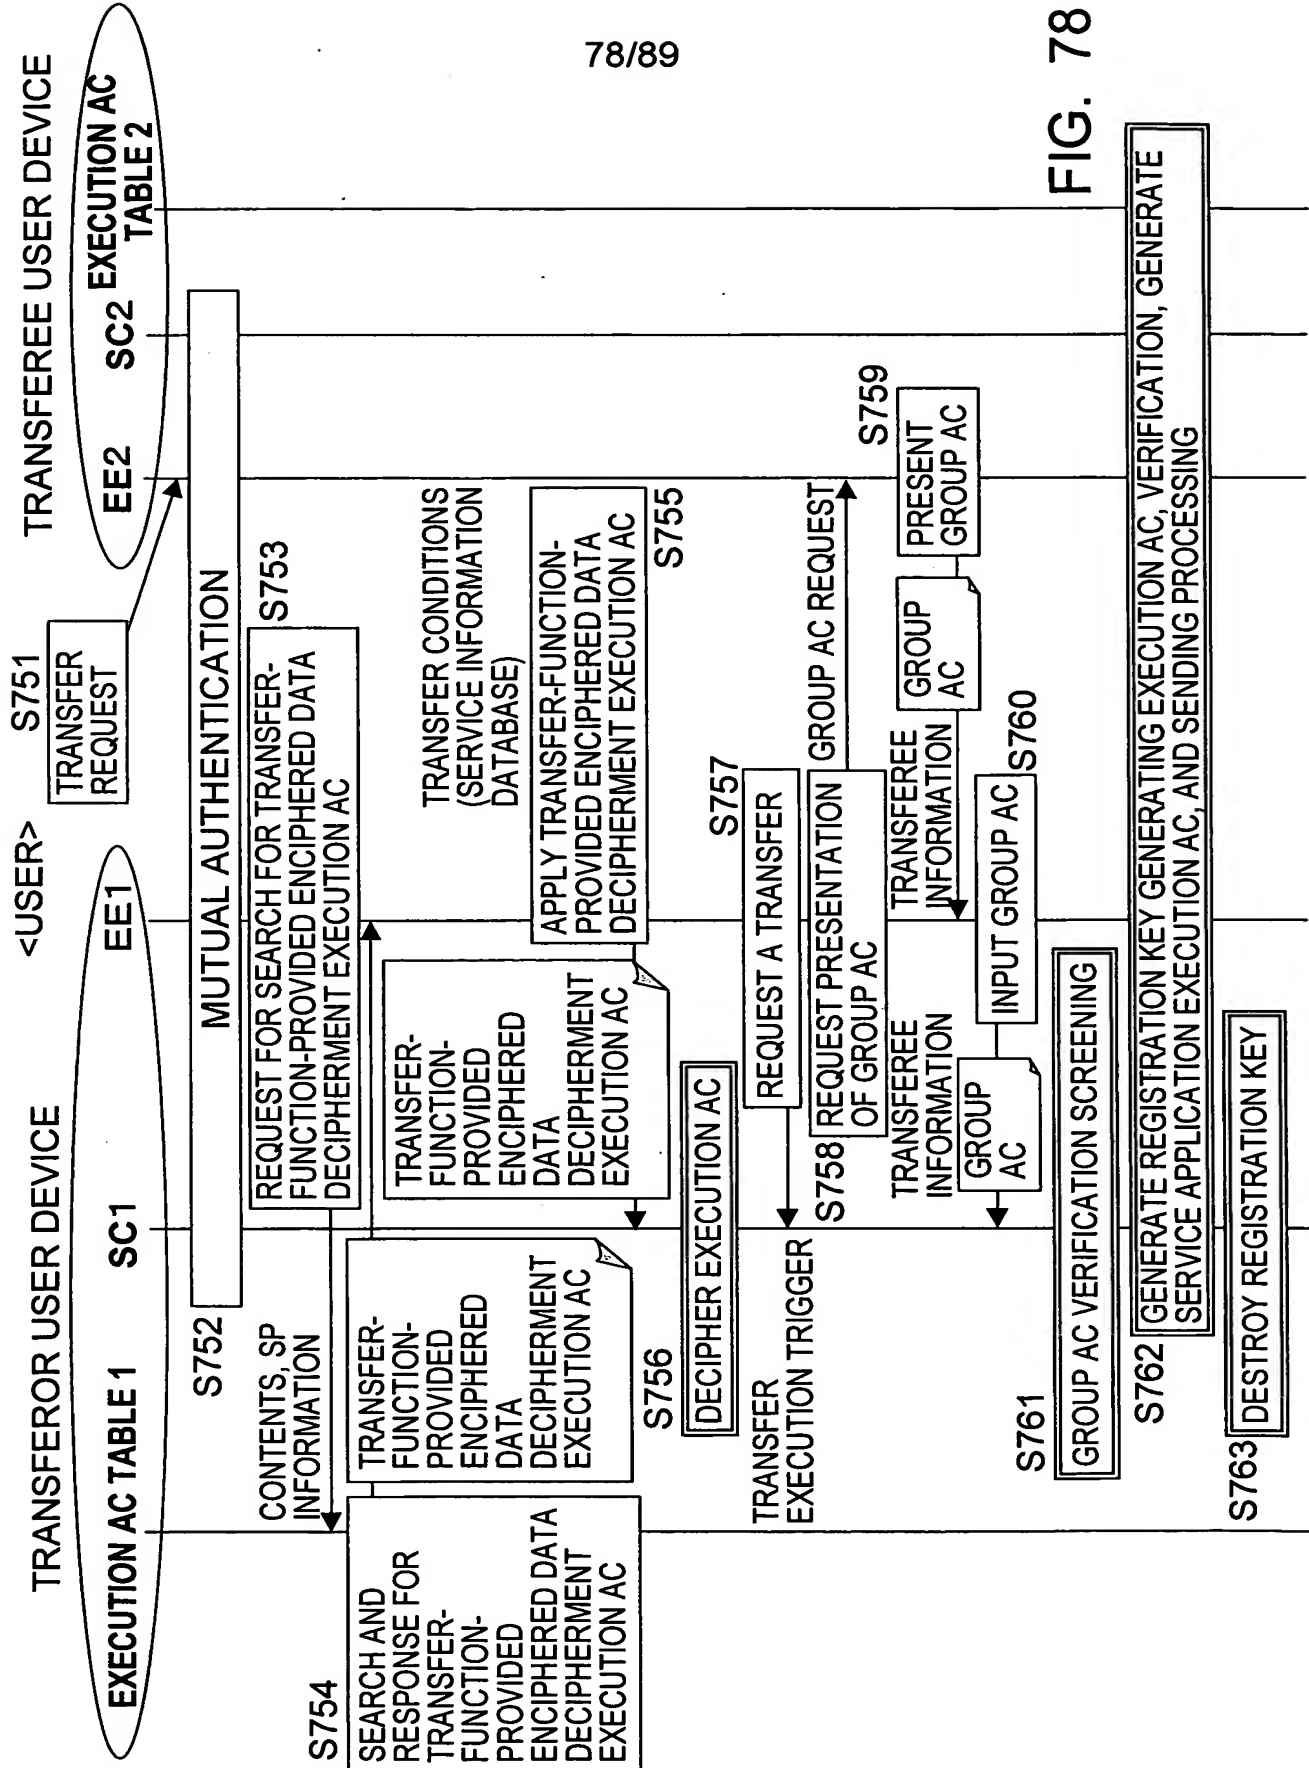 78/89
TRANSFEROR USER DEVICE
<USER>
TRANSFEREE USER DEVICE
EXECUTION AC TABLE 1
SC1
EE1
EE2
SC2
EXECUTION AC
TABLE 2
S751
TRANSFER
REQUEST
S752
MUTUAL AUTHENTICATION
S753
REQUEST FOR SEARCH FOR TRANSFER-
FUNCTION-PROVIDED ENCIPHERED DATA
DECIPHERMENT EXECUTION AC
CONTENTS, SP
INFORMATION
S754
SEARCH AND
RESPONSE FOR
TRANSFER-
FUNCTION-
PROVIDED
ENCIPHERED DATA
DECIPHERMENT
EXECUTION AC
TRANSFER-
FUNCTION-
PROVIDED
ENCIPHERED
DATA
DECIPHERMENT
EXECUTION AC
TRANSFER-
FUNCTION-
PROVIDED
ENCIPHERED
DATA
DECIPHERMENT
EXECUTION AC
TRANSFER CONDITIONS
(SERVICE INFORMATION
DATABASE)
APPLY TRANSFER-FUNCTION-
PROVIDED ENCIPHERED DATA
DECIPHERMENT EXECUTION AC
S755
S756
DECIPHER EXECUTION AC
S757
REQUEST A TRANSFER
TRANSFER
EXECUTION TRIGGER
S758
REQUEST PRESENTATION
OF GROUP AC
GROUP AC REQUEST
S759
PRESENT
GROUP AC
GROUP
AC
TRANSFEREE
INFORMATION
S760
INPUT GROUP AC
TRANSFEREE
INFORMATION
GROUP
AC
S761
GROUP AC VERIFICATION SCREENING
S762
GENERATE REGISTRATION KEY GENERATING EXECUTION AC, VERIFICATION, GENERATE
SERVICE APPLICATION EXECUTION AC, AND SENDING PROCESSING
S763
DESTROY REGISTRATION KEY
FIG. 78